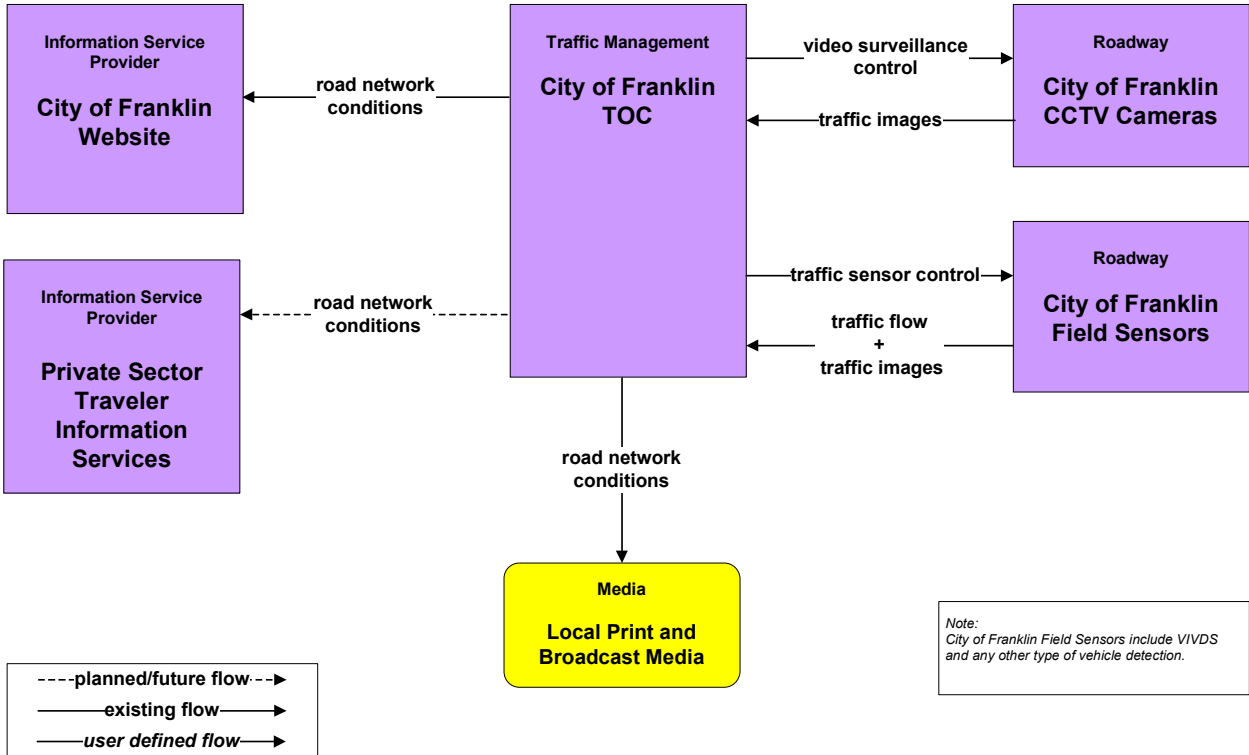 Information Service
Provider
City of Franklin
Website
road network
conditions
Traffic Management
City of Franklin
TOC
video surveillance
control
traffic images
Roadway
City of Franklin
CCTV Cameras
Information Service
Provider
Private Sector
Traveler
Information
Services
road network
conditions
traffic sensor control
traffic flow
+
traffic images
Roadway
City of Franklin
Field Sensors
road network
conditions
Media
Local Print and
Broadcast Media
Note:
City of Franklin Field Sensors include VIVDS
and any other type of vehicle detection.
planned/future flow
existing flow
user defined flow